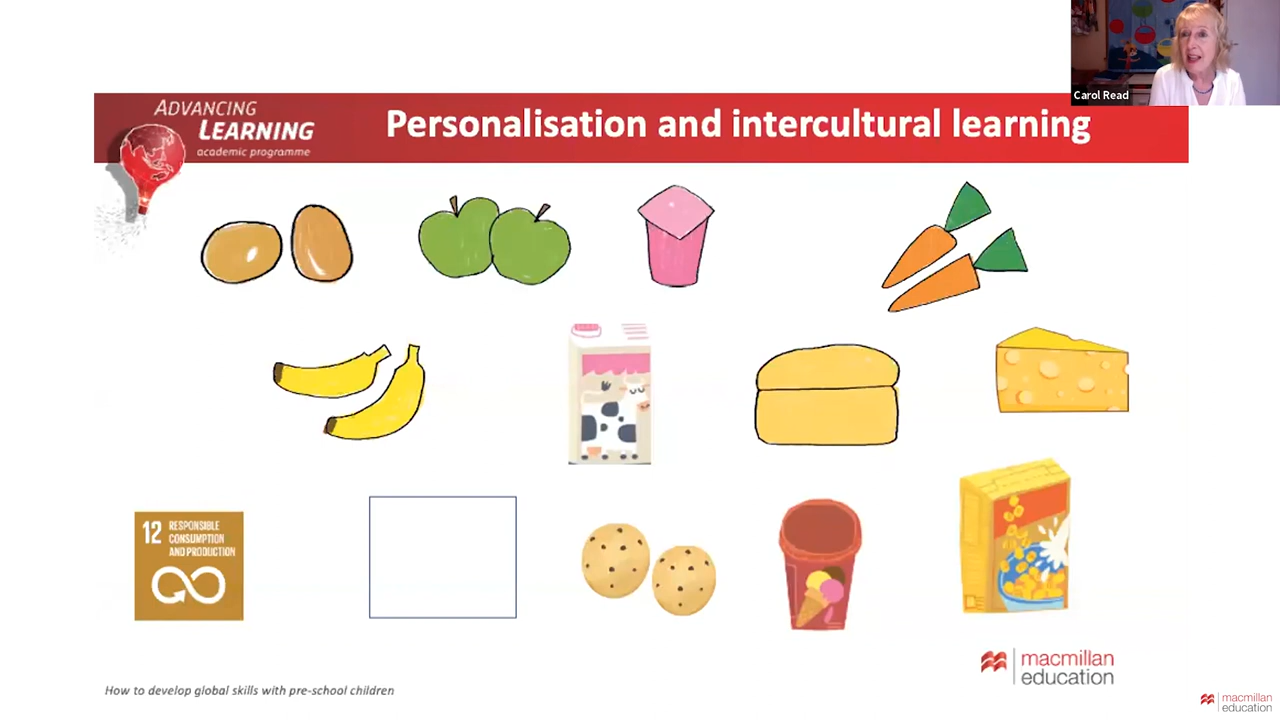 Carol Read
ADVANCING
LEARNING
academic programme
Personalisation and intercultural learning
12 RESPONSIBLE
CONSUMPTION
AND PRODUCTION
macmillan
education
How to develop global skills with pre-school children
macmillan
education